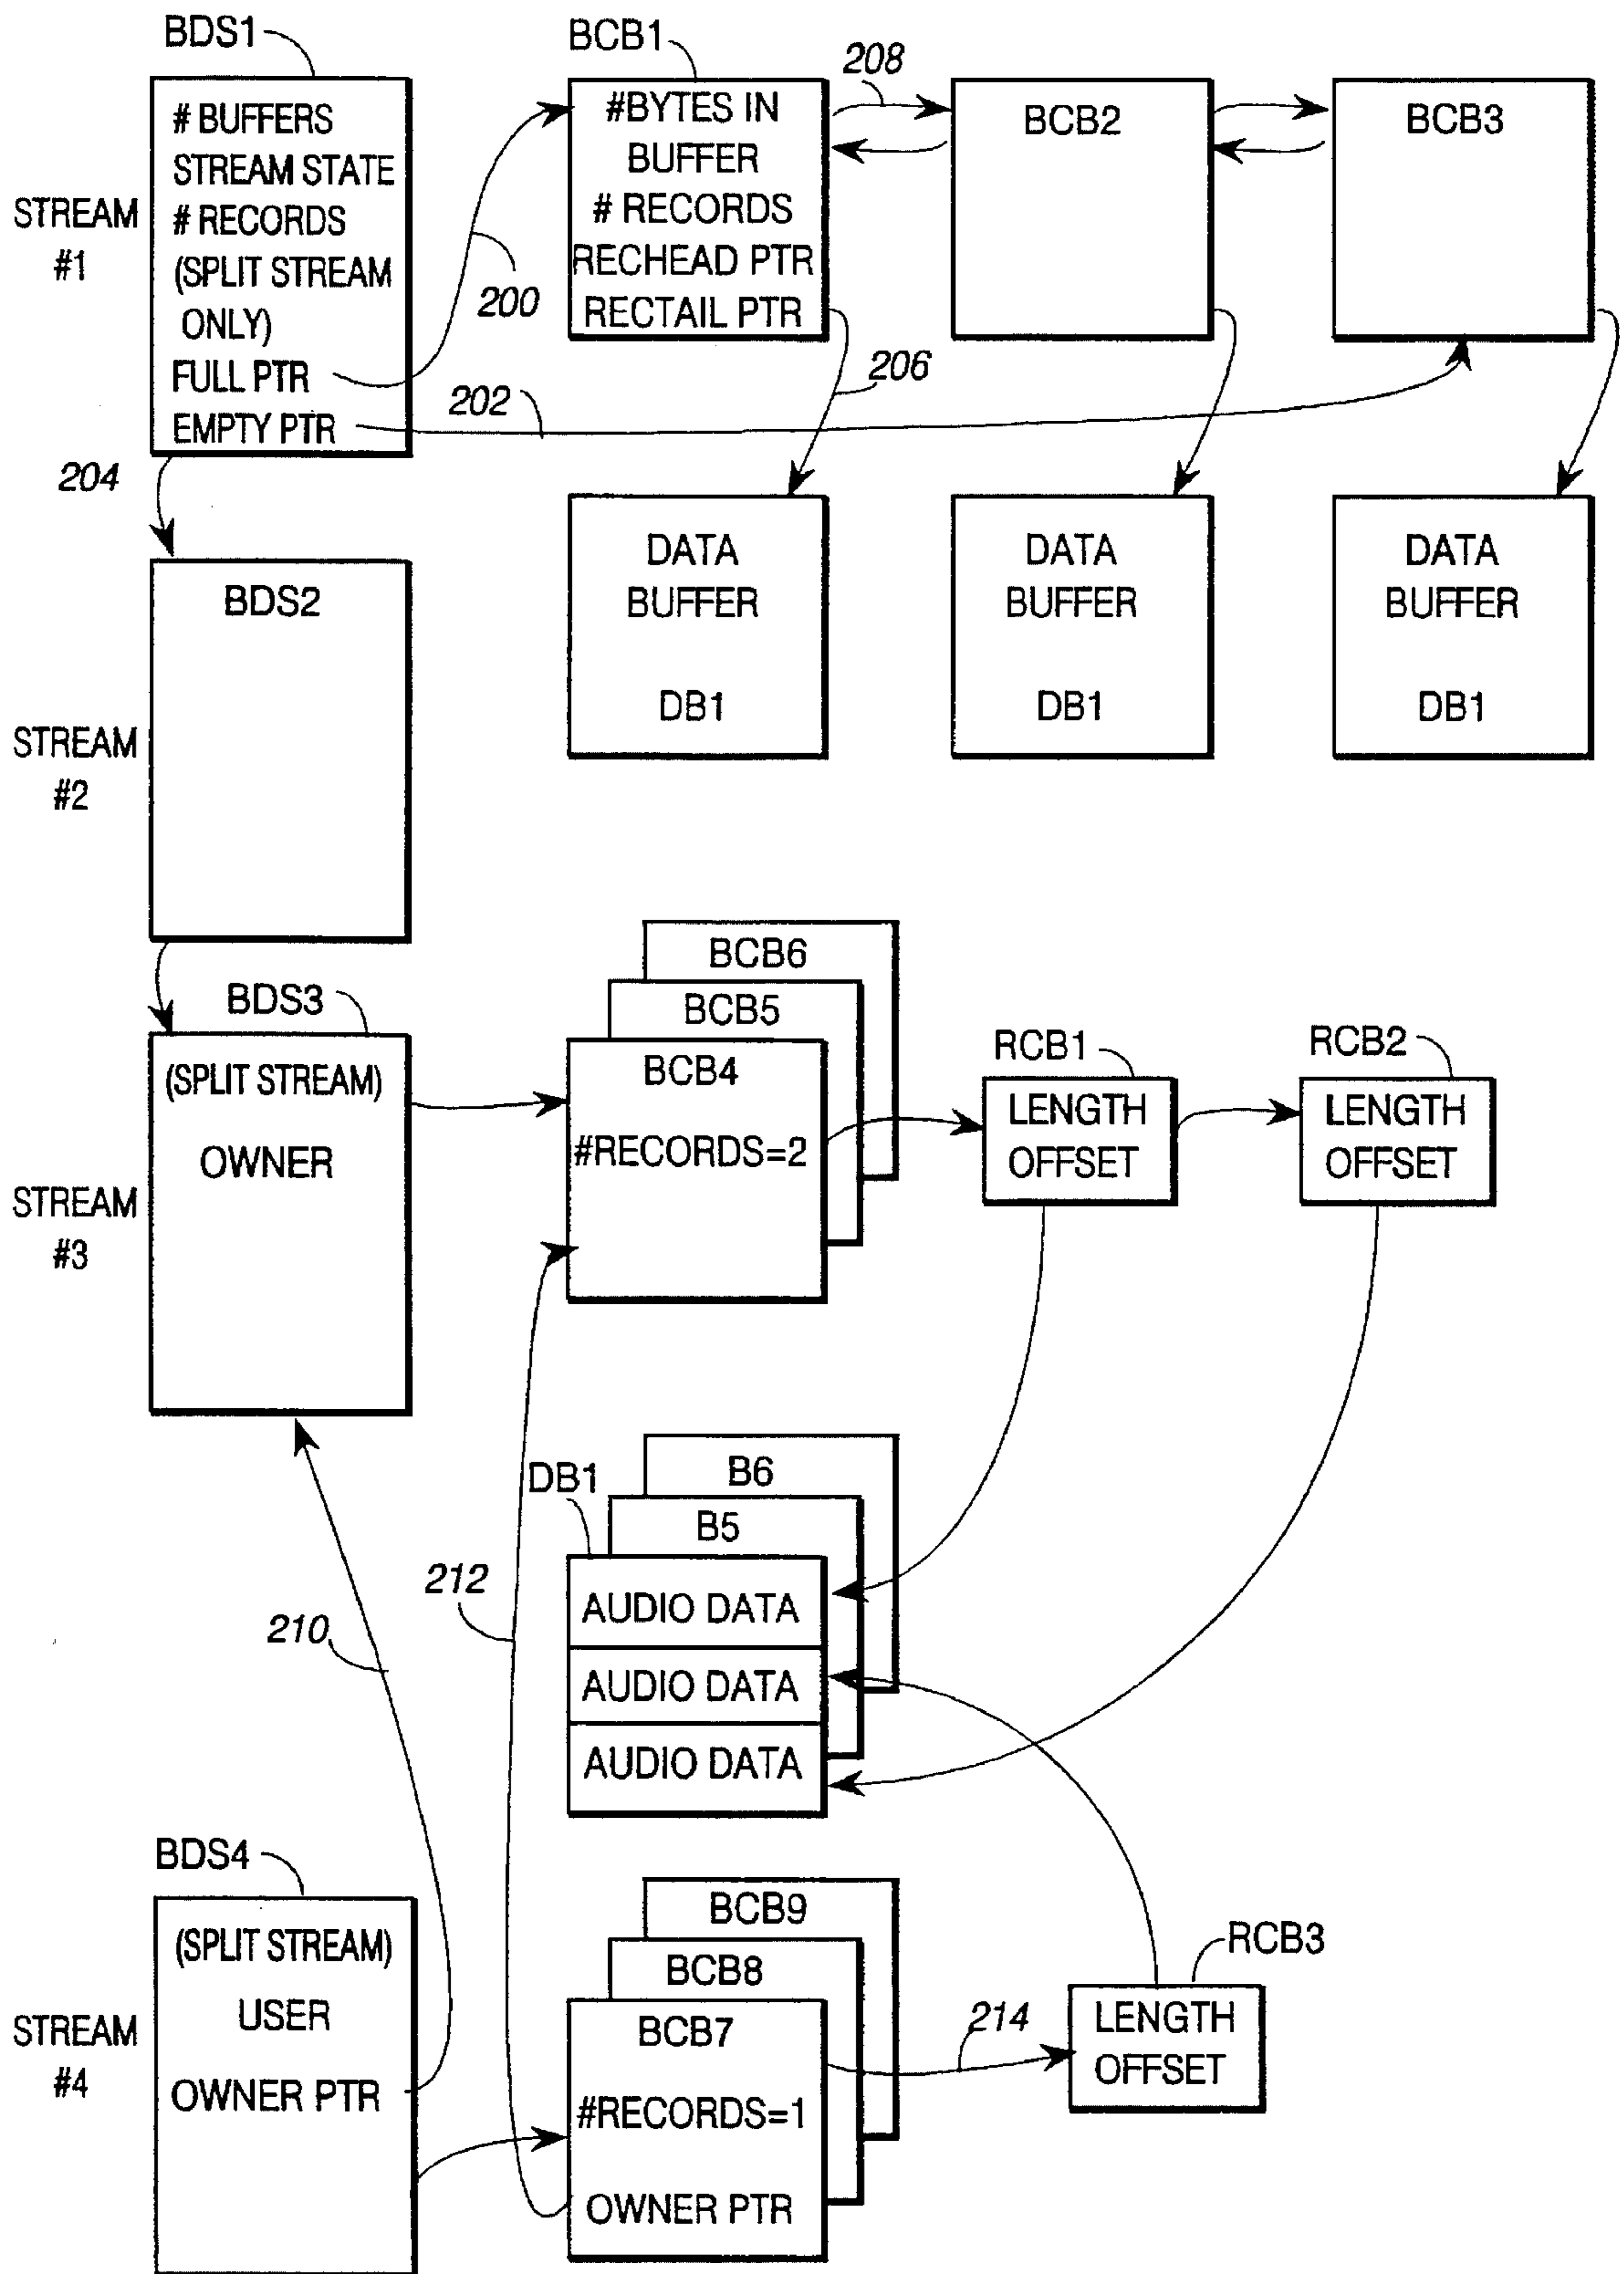 BDS1
# BUFFERS
STREAM STATE
# RECORDS
(SPLIT STREAM
ONLY)
FULL PTR
EMPTY PTR
STREAM
#1
200
202
204
BCB1
#BYTES IN
BUFFER
# RECORDS
RECHEAD PTR
RECTAIL PTR
208
BCB2
BCB3
206
DATA
BUFFER
DB1
DATA
BUFFER
DB1
DATA
BUFFER
DB1
BDS2
STREAM
#2
BDS3
(SPLIT STREAM)
OWNER
STREAM
#3
BCB6
BCB5
BCB4
#RECORDS=2
RCB1
LENGTH
OFFSET
RCB2
LENGTH
OFFSET
DB1
B6
B5
AUDIO DATA
AUDIO DATA
AUDIO DATA
210
212
BDS4
(SPLIT STREAM)
USER
OWNER PTR
STREAM
#4
BCB9
BCB8
BCB7
#RECORDS=1
OWNER PTR
214
RCB3
LENGTH
OFFSET